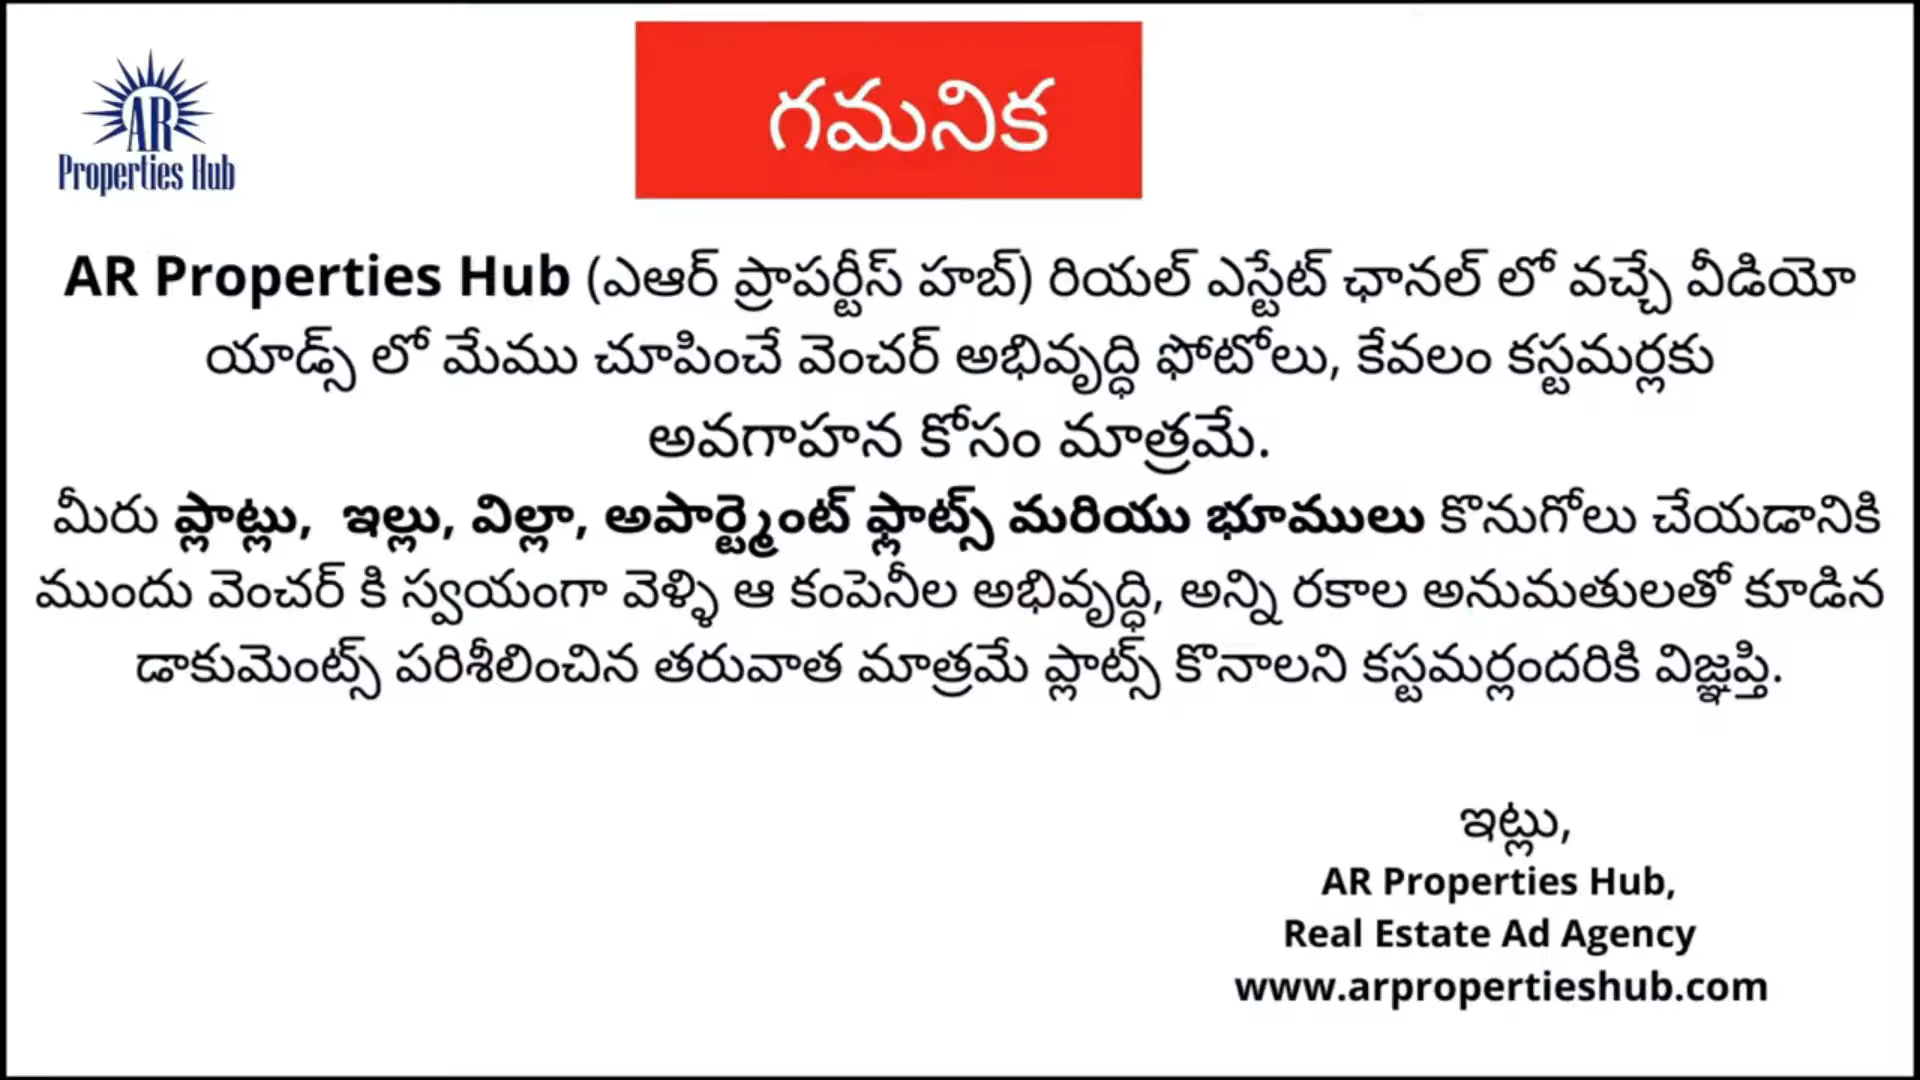 AR
Properties Hub
గమనిక
AR Properties Hub (ఎఆర్ ప్రాపర్టీస్ హబ్) రియల్ ఎస్టేట్ ఛానల్ లో వచ్చే వీడియో
యాడ్స్ లో మేము చూపించే వెంచర్ అభివృద్ధి ఫోటోలు, కేవలం కస్టమర్లకు
అవగాహన కోసం మాత్రమే.
మీరు ప్లాట్లు, ఇల్లు, విల్లా, అపార్ట్మెంట్ ఫ్లాట్స్ మరియు భూములు కొనుగోలు చేయడానికి
ముందు వెంచర్ కి స్వయంగా వెళ్ళి ఆ కంపెనీల అభివృద్ధి, అన్ని రకాల అనుమతులతో కూడిన
డాకుమెంట్స్ పరిశీలించిన తరువాత మాత్రమే ప్లాట్స్ కొనాలని కస్టమర్లందరికి విజ్ఞప్తి.
ఇట్లు,
AR Properties Hub,
Real Estate Ad Agency
www.arpropertieshub.com